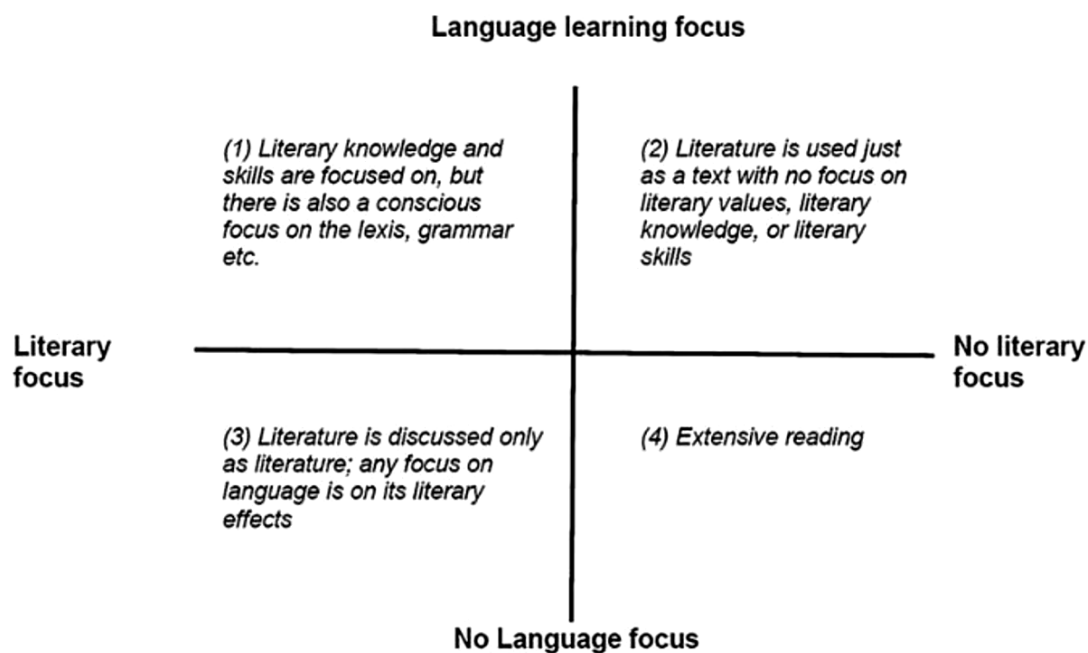 Language learning focus
(1) Literary knowledge and
skills are focused on, but
there is also a conscious
focus on the lexis, grammar
etc.
(2) Literature is used just
as a text with no focus on
literary values, literary
knowledge, or literary
skills
Literary
focus
No literary
focus
(3) Literature is discussed only
as literature; any focus on
language is on its literary
effects
(4) Extensive reading
No Language focus